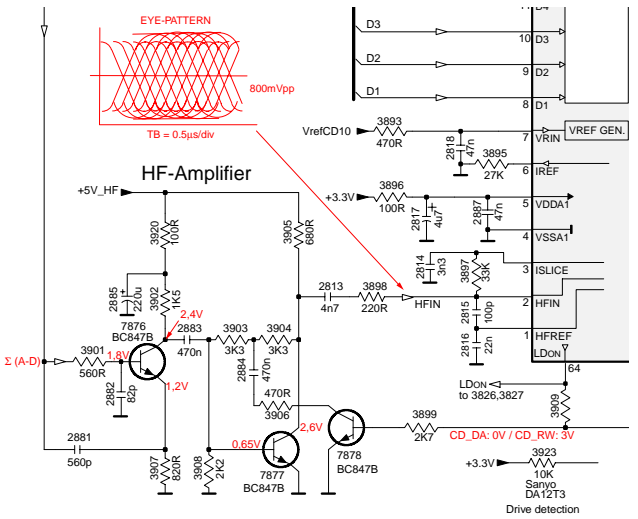 EYE-PATTERN
800mVpp
TB = 0.5µs/div
D4
D3
10
D3
D2
9
D2
D1
8
D1
VrefCD10
3893
470R
2818
47n
7
VRIN
VREF GEN.
3895
27K
6
IREF
HF-Amplifier
+5V_HF
+3.3V
3896
100R
2817
4u7
2887
47n
5
VDDA1
4
VSSA1
3920
100R
3905
680R
2814
3n3
3897
33K
3
ISLICE
2885
220u
3902
1K5
2813
4n7
3898
220R
HFIN
2
HFIN
2815
100p
2816
22n
1
HFREF
LDON
64
7876
BC847B
2,4V
2883
470n
3903
3K3
3904
3K3
Σ (A-D)
3901
560R
1,8V
2882
82p
1,2V
2884
470n
470R
3906
LDON
to 3826,3827
3909
2,6V
3899
2K7
CD_DA: 0V / CD_RW: 3V
2881
560p
3907
820R
3908
2K2
0,65V
7877
BC847B
7878
BC847B
+3.3V
3923
10K
Sanyo
DA12T3
Drive detection